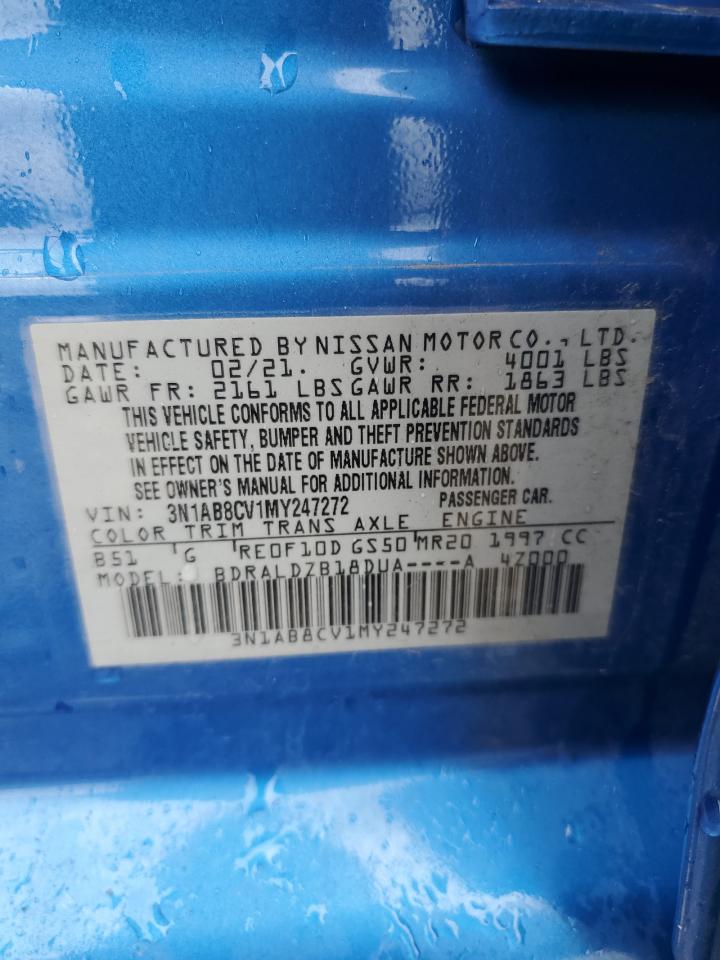 MANUFACTURED BY NISSAN MOTOR CO., LTD.
DATE: 02/21. GVWR: 4001 LBS
GAWR FR: 2161 LBS GAWR RR: 1863 LBS
THIS VEHICLE CONFORMS TO ALL APPLICABLE FEDERAL MOTOR
VEHICLE SAFETY, BUMPER AND THEFT PREVENTION STANDARDS
IN EFFECT ON THE DATE OF MANUFACTURE SHOWN ABOVE.
SEE OWNER'S MANUAL FOR ADDITIONAL INFORMATION.
VIN: 3N1AB8CV1MY247272 PASSENGER CAR.
COLOR TRIM TRANS AXLE ENGINE
B51 G RE0F10D GS50 MR20 1997 CC
MODEL: BDRALDZB18DUA----A 4Z000
3N1AB8CV1MY247272